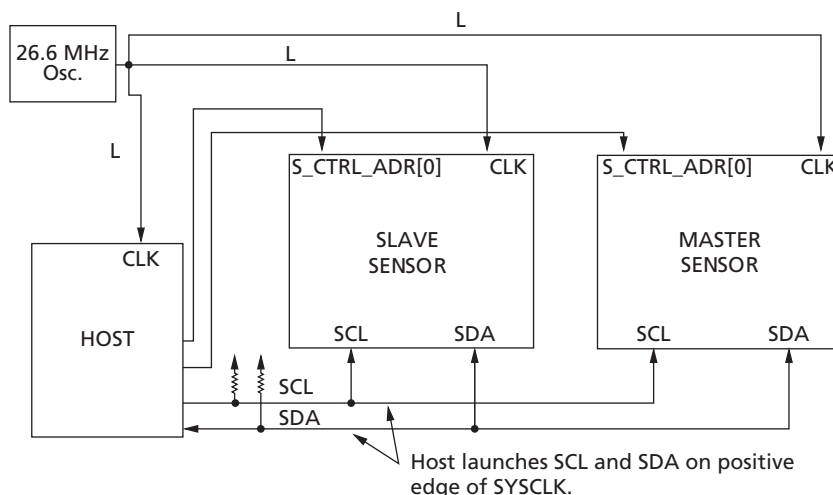 L
26.6 MHz
Osc.
L
L
S_CTRL_ADR[0] CLK
S_CTRL_ADR[0] CLK
SLAVE
SENSOR
MASTER
SENSOR
CLK
HOST
SCL SDA
SCL SDA
SCL
SDA
Host launches SCL and SDA on positive
edge of SYSCLK.